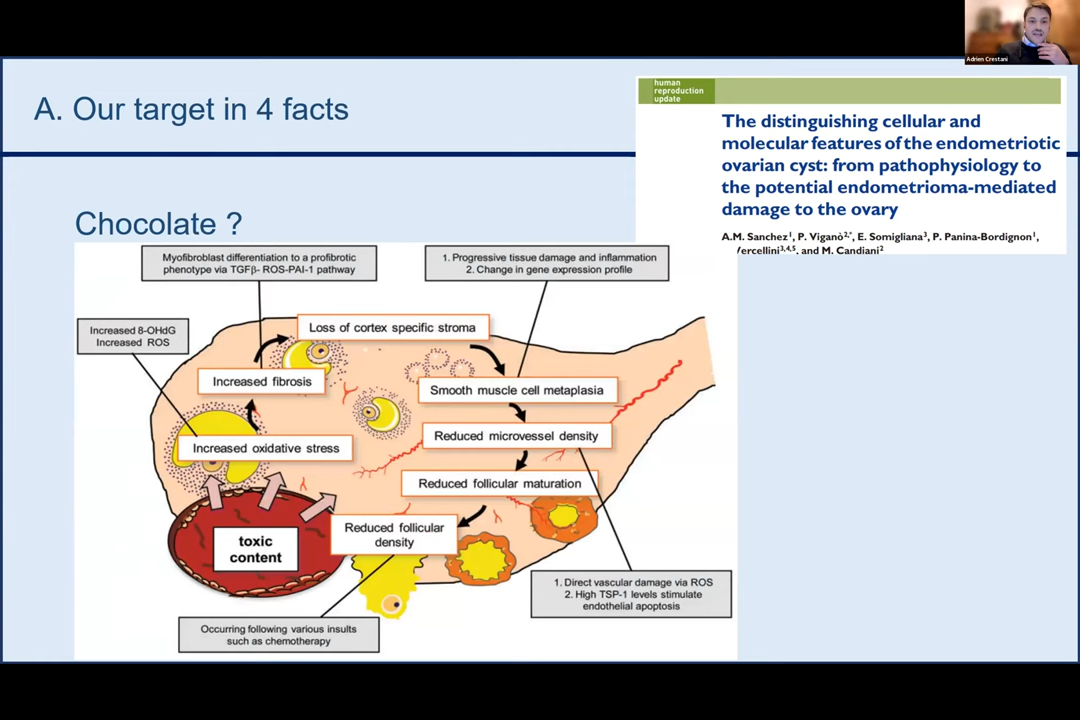 Adrien Crestani
A. Our target in 4 facts
human
reproduction
update
The distinguishing cellular and
molecular features of the endometriotic
ovarian cyst: from pathophysiology to
the potential endometrioma-mediated
damage to the ovary
A.M. Sanchez¹, P. Viganò²,*, E. Somigliana³, P. Panina-Bordignon¹,
Vercellini³,⁴,⁵, and M. Candiani²
Chocolate ?
Myofibroblast differentiation to a profibrotic
phenotype via TGFβ- ROS-PAI-1 pathway
1. Progressive tissue damage and inflammation
2. Change in gene expression profile
Increased 8-OHdG
Increased ROS
Loss of cortex specific stroma
Increased fibrosis
Smooth muscle cell metaplasia
Increased oxidative stress
Reduced microvessel density
Reduced follicular maturation
toxic
content
Reduced follicular
density
1. Direct vascular damage via ROS
2. High TSP-1 levels stimulate
endothelial apoptosis
Occurring following various insults
such as chemotherapy